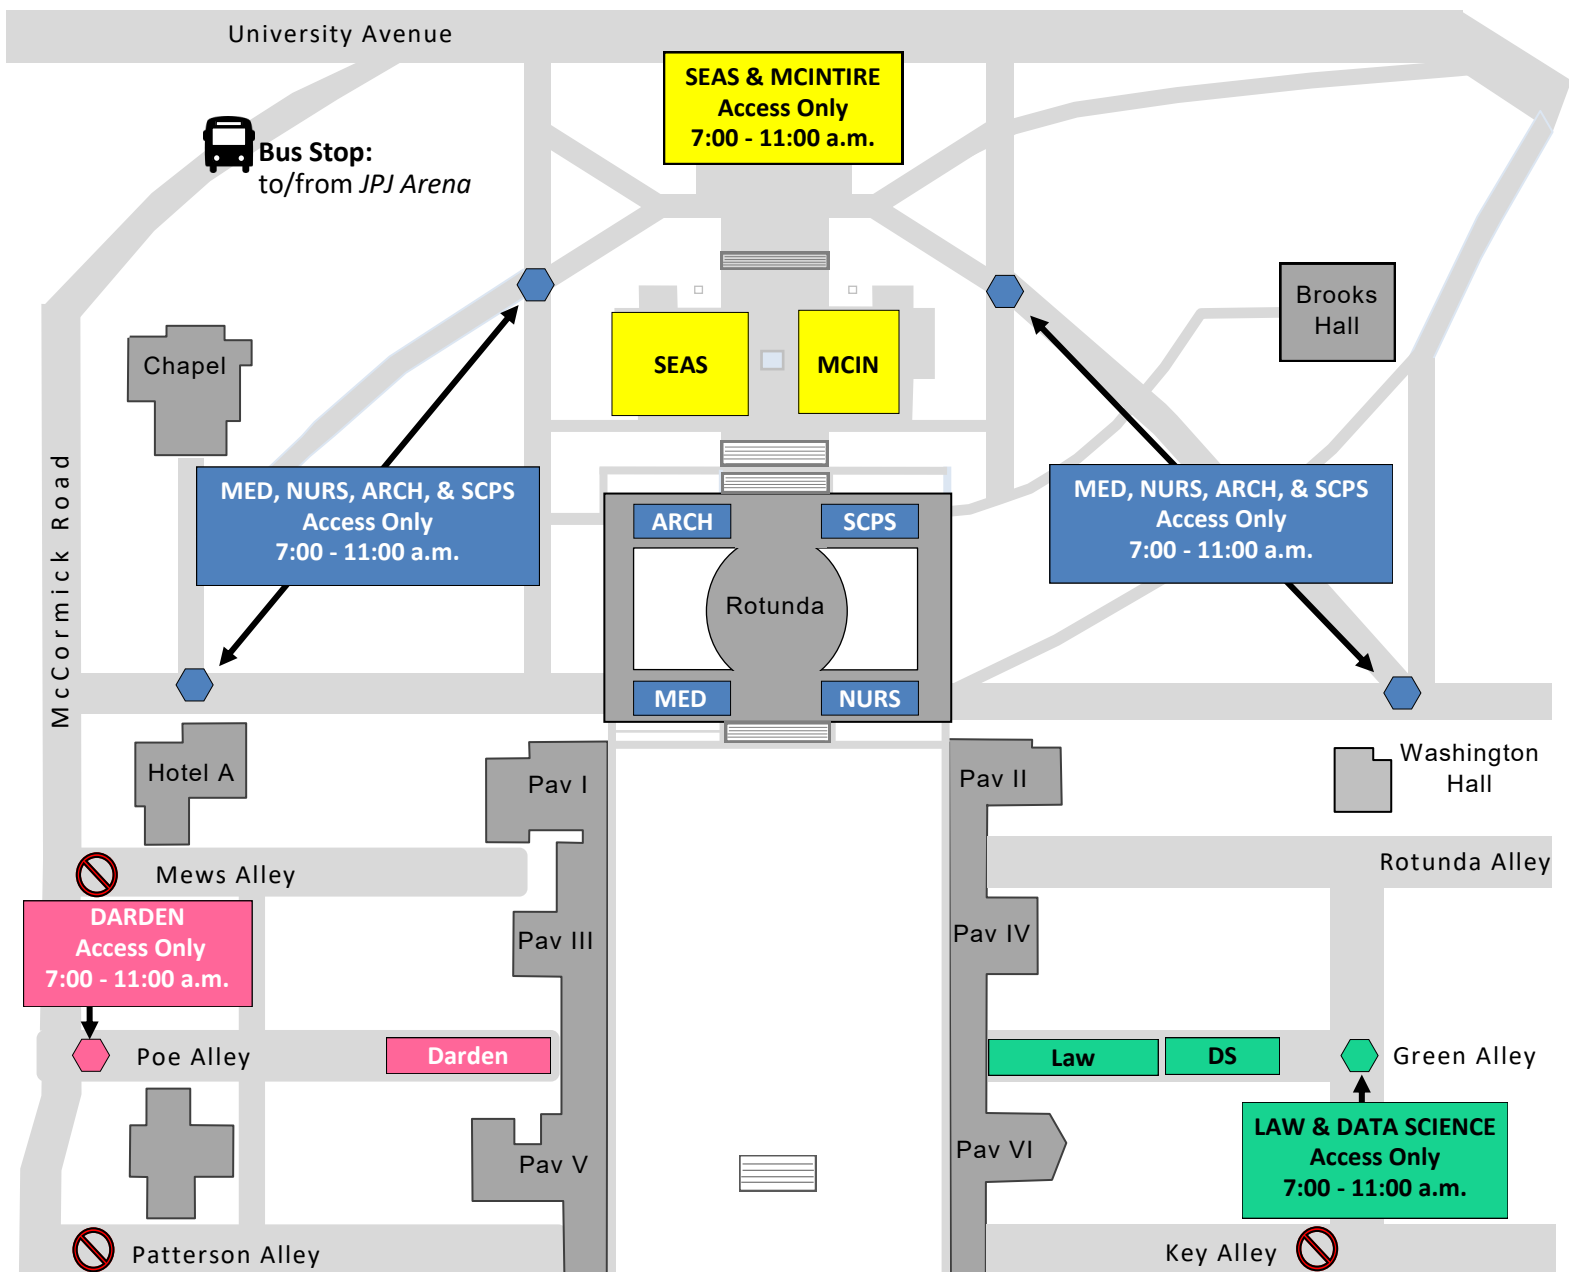 University Avenue
SEAS & MCINTIRE
Access Only
7:00 - 11:00 a.m.
Bus Stop:
to/from JPJ Arena
Brooks
Hall
Chapel
SEAS
MCIN
McCormick Road
MED, NURS, ARCH, & SCPS
Access Only
7:00 - 11:00 a.m.
MED, NURS, ARCH, & SCPS
Access Only
7:00 - 11:00 a.m.
ARCH
SCPS
Rotunda
MED
NURS
Hotel A
Pav I
Pav II
Washington
Hall
Mews Alley
Rotunda Alley
DARDEN
Access Only
7:00 - 11:00 a.m.
Pav III
Pav IV
Poe Alley
Darden
Law
DS
Green Alley
LAW & DATA SCIENCE
Access Only
7:00 - 11:00 a.m.
Pav V
Pav VI
Patterson Alley
Key Alley